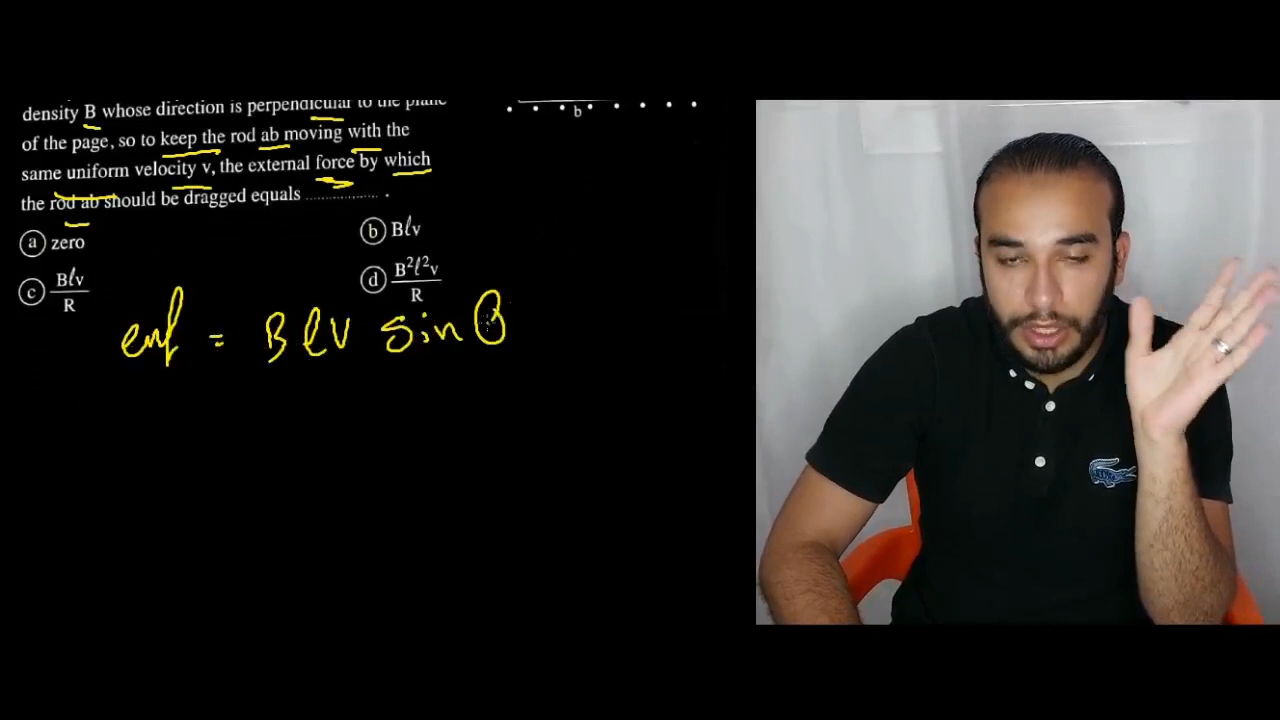 density B whose direction is perpendicular to the plane
of the page, so to keep the rod ab moving with the
same uniform velocity v, the external force by which
the rod ab should be dragged equals .................. .
b
ⓐ zero
ⓑ Bℓv
ⓒ Bℓv/R
ⓓ B²ℓ²v/R
emf = BℓV sin θ